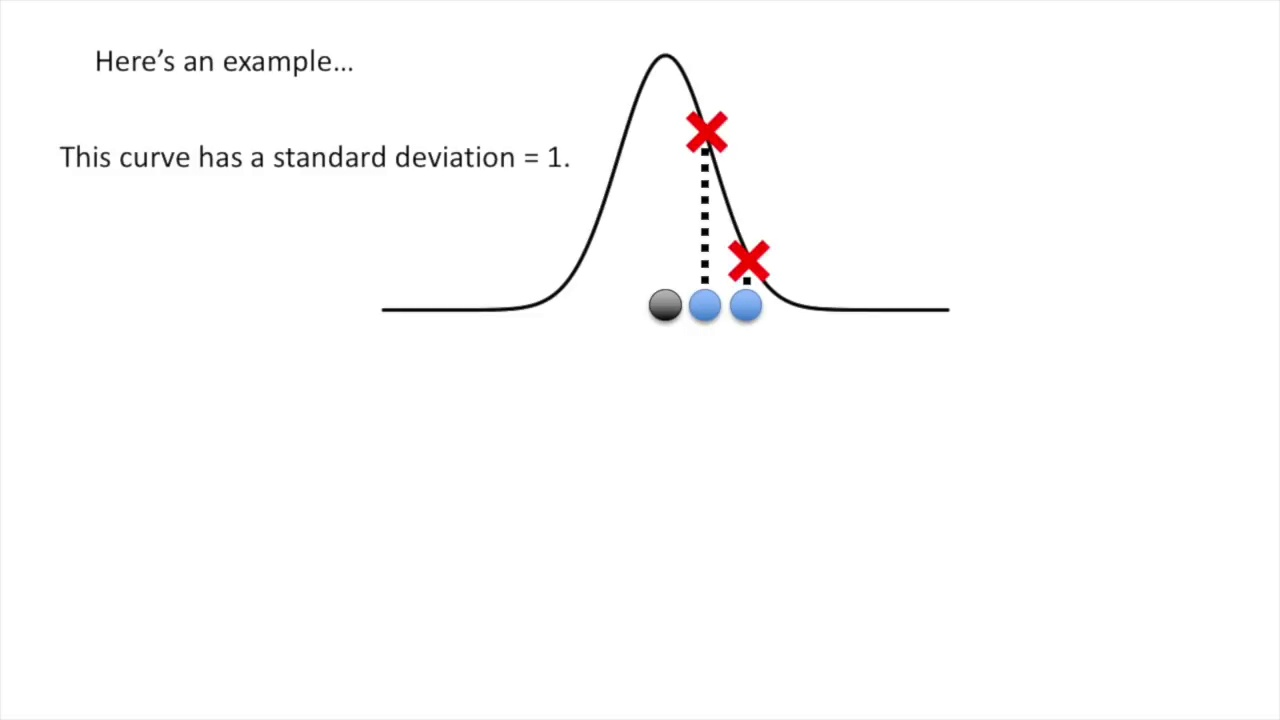 Here’s an example…
This curve has a standard deviation = 1.